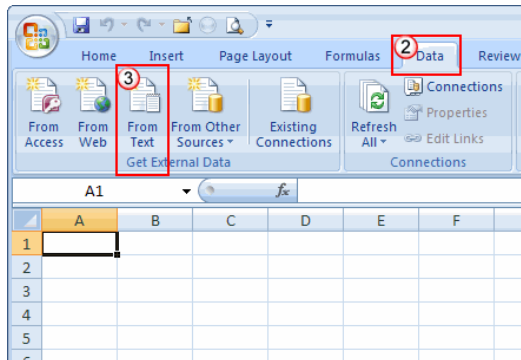 2
Home Insert Page Layout Formulas Data Review
3
Connections
Properties
Edit Links
From Access
From Web
From Text
From Other Sources
Existing Connections
Refresh All
Get External Data
Connections
A1 fx
A B C D E F
1
2
3
4
5